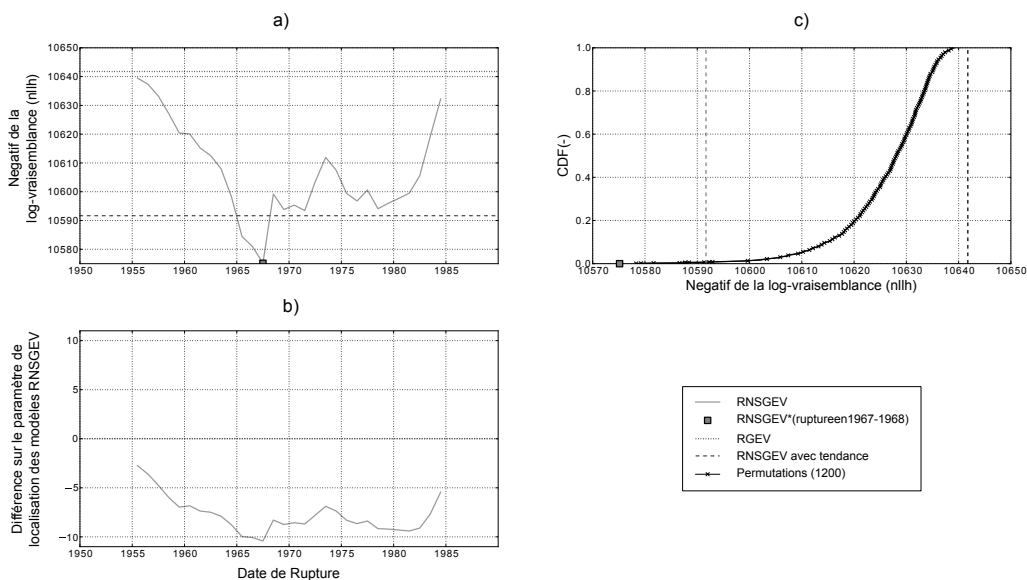 a)
Negatif de la
log-vraisemblance (nllh)
10650
10640
10630
10620
10610
10600
10590
10580
1950 1955 1960 1965 1970 1975 1980 1985
b)
Différence sur le paramètre de
localisation des modèles RNSGEV
10
5
0
−5
−10
1950 1955 1960 1965 1970 1975 1980 1985
Date de Rupture
c)
CDF(-)
1.0
0.8
0.6
0.4
0.2
0.0
10570 10580 10590 10600 10610 10620 10630 10640 10650
Negatif de la log-vraisemblance (nllh)
RNSGEV
RNSGEV*(ruptureen1967-1968)
RGEV
RNSGEV avec tendance
Permutations (1200)